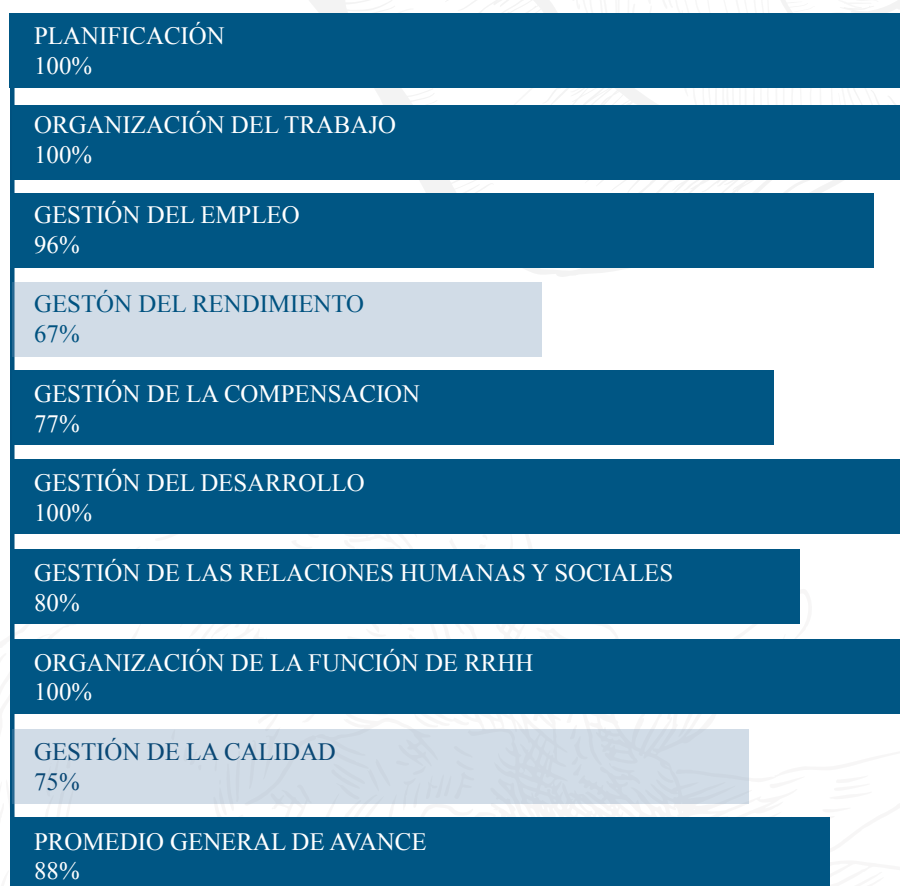 PLANIFICACIÓN
100%
ORGANIZACIÓN DEL TRABAJO
100%
GESTIÓN DEL EMPLEO
96%
GESTÓN DEL RENDIMIENTO
67%
GESTIÓN DE LA COMPENSACION
77%
GESTIÓN DEL DESARROLLO
100%
GESTIÓN DE LAS RELACIONES HUMANAS Y SOCIALES
80%
ORGANIZACIÓN DE LA FUNCIÓN DE RRHH
100%
GESTIÓN DE LA CALIDAD
75%
PROMEDIO GENERAL DE AVANCE
88%